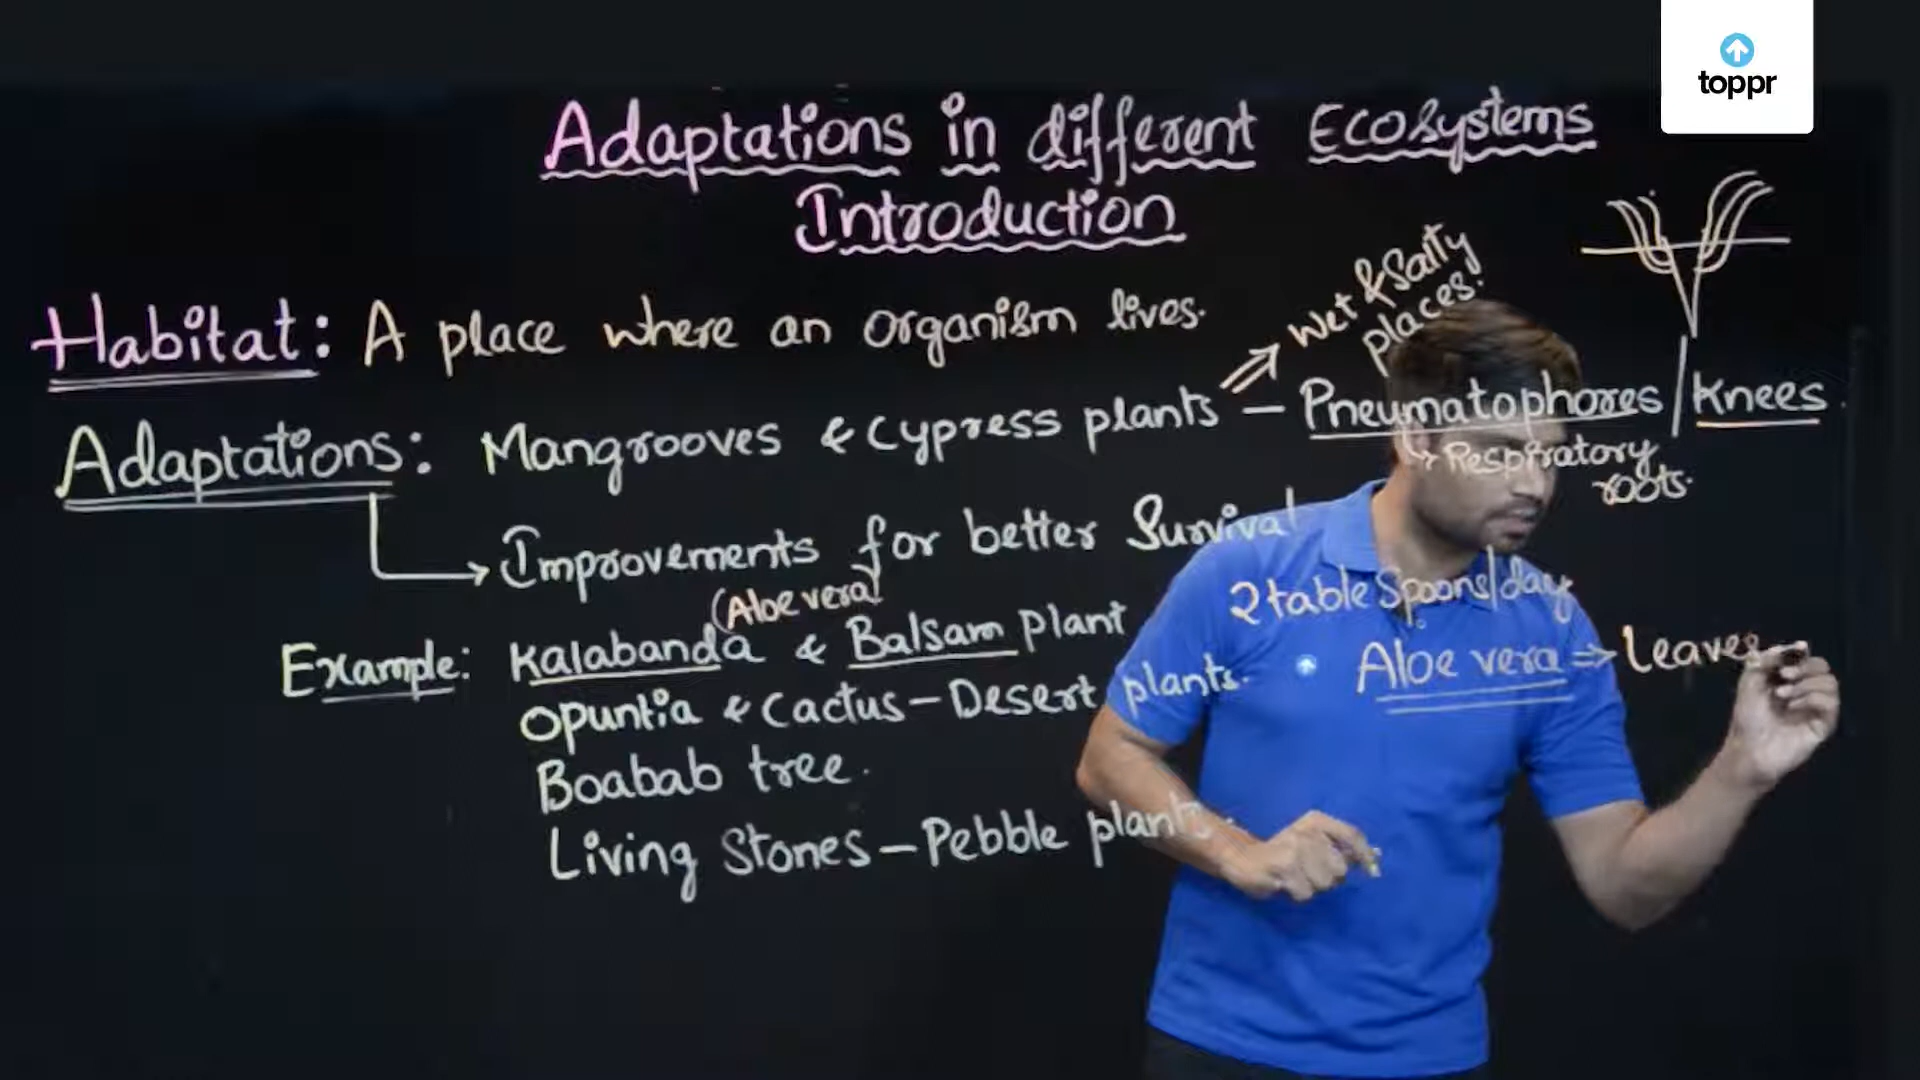 toppr
Adaptations in different Ecosystems
Introduction
Habitat: A place where an organism lives.
Wet & Salty
places.
Adaptations: Mangrooves & Cypress plants - Pneumatophores / Knees.
Respiratory
roots.
Improvements for better Survival
2 table Spoons/day
(Aloe vera)
Example: Kalabanda & Balsam plant
Aloe vera => Leaves
Opuntia & Cactus - Desert plants.
Boabab tree.
Living Stones - Pebble plants.